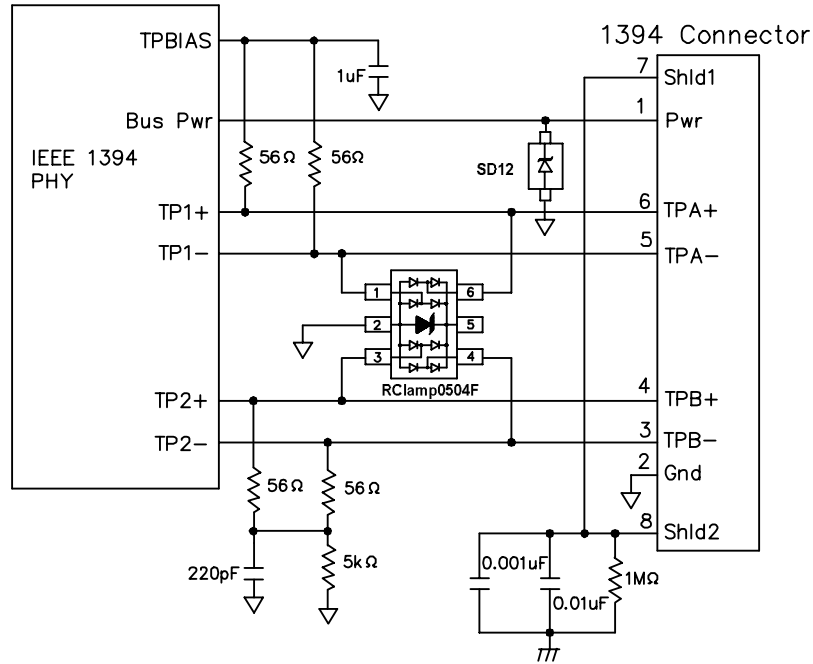 TPBIAS
1394 Connector
7
Shld1
1uF
Bus Pwr
1
Pwr
IEEE 1394
PHY
56Ω
56Ω
SD12
TP1+
6
TPA+
TP1-
5
TPA-
1
6
2
5
3
4
RClamp0504F
TP2+
4
TPB+
TP2-
3
TPB-
2
Gnd
56Ω
56Ω
8
Shld2
220pF
5kΩ
0.001uF
0.01uF
1MΩ